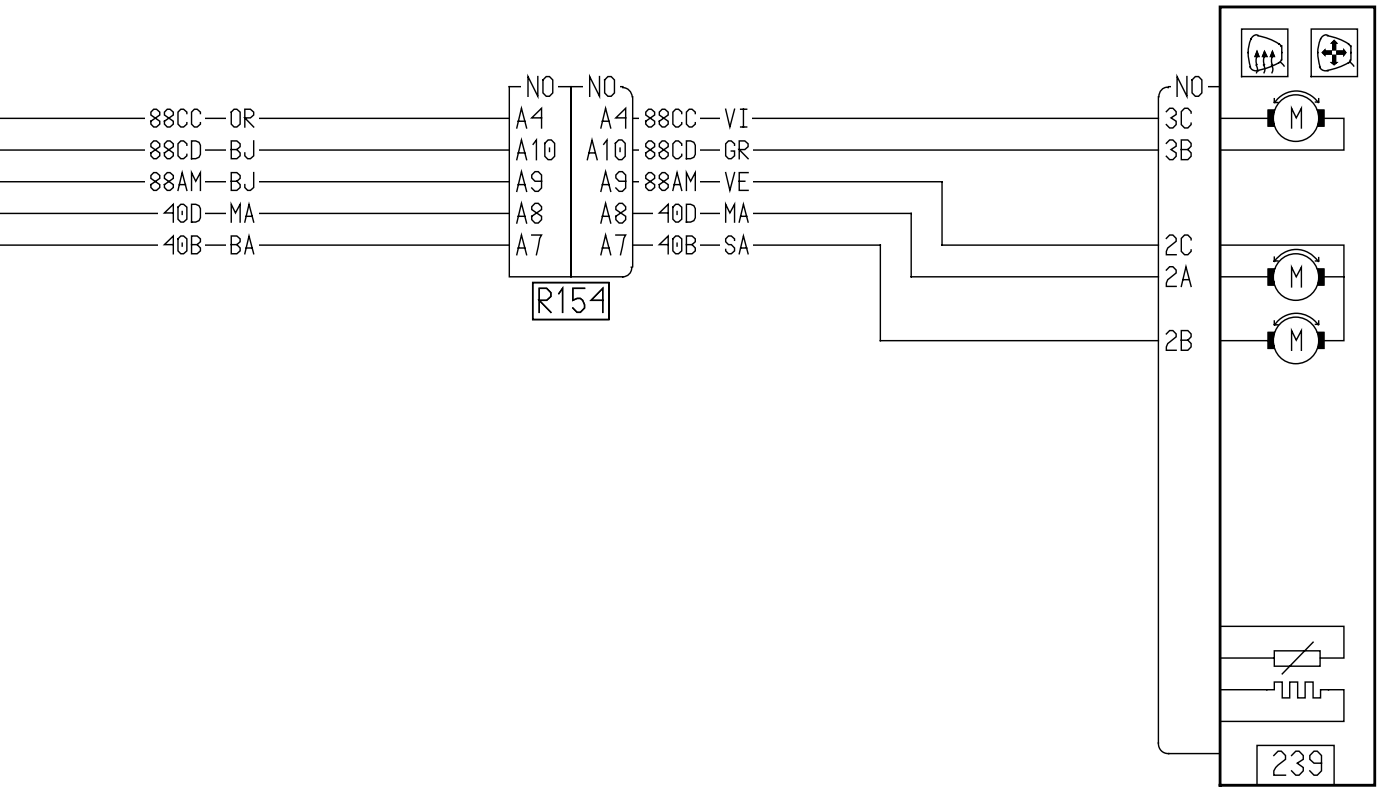 NO NO NO
88CC OR A4 A4 88CC VI 3C M
88CD BJ A10 A10 88CD GR 3B
88AM BJ A9 A9 88AM VE
40D MA A8 A8 40D MA
40B BA A7 A7 40B SA 2C
2A M
R154
2B M
239